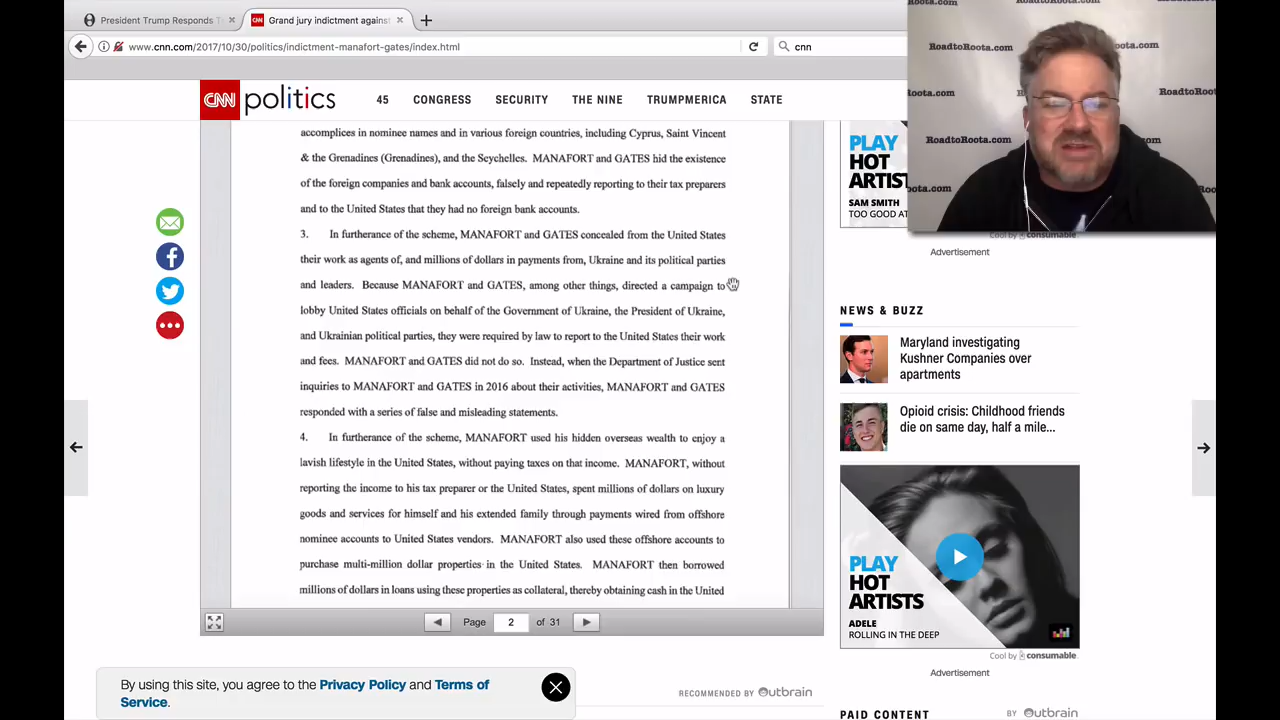 President Trump Responds T
Grand jury indictment against
www.cnn.com/2017/10/30/politics/indictment-manafort-gates/index.html
cnn
RoadtoRoota.com
RoadtoRoota.com
CNN politics
45 CONGRESS SECURITY THE NINE TRUMPMERICA STATE
accomplices in nominee names and in various foreign countries, including Cyprus, Saint Vincent
& the Grenadines (Grenadines), and the Seychelles. MANAFORT and GATES hid the existence
of the foreign companies and bank accounts, falsely and repeatedly reporting to their tax preparers
and to the United States that they had no foreign bank accounts.
3. In furtherance of the scheme, MANAFORT and GATES concealed from the United States
their work as agents of, and millions of dollars in payments from, Ukraine and its political parties
and leaders. Because MANAFORT and GATES, among other things, directed a campaign to
lobby United States officials on behalf of the Government of Ukraine, the President of Ukraine,
and Ukrainian political parties, they were required by law to report to the United States their work
and fees. MANAFORT and GATES did not do so. Instead, when the Department of Justice sent
inquiries to MANAFORT and GATES in 2016 about their activities, MANAFORT and GATES
responded with a series of false and misleading statements.
4. In furtherance of the scheme, MANAFORT used his hidden overseas wealth to enjoy a
lavish lifestyle in the United States, without paying taxes on that income. MANAFORT, without
reporting the income to his tax preparer or the United States, spent millions of dollars on luxury
goods and services for himself and his extended family through payments wired from offshore
nominee accounts to United States vendors. MANAFORT also used these offshore accounts to
purchase multi-million dollar properties in the United States. MANAFORT then borrowed
millions of dollars in loans using these properties as collateral, thereby obtaining cash in the United
Page 2 of 31
PLAY
HOT
ARTIS
SAM SMITH
TOO GOOD AT
Cool by consumable
Advertisement
NEWS & BUZZ
Maryland investigating
Kushner Companies over
apartments
Opioid crisis: Childhood friends
die on same day, half a mile...
PLAY
HOT
ARTISTS
ADELE
ROLLING IN THE DEEP
Cool by consumable
Advertisement
PAID CONTENT BY Outbrain
By using this site, you agree to the Privacy Policy and Terms of
Service.
RECOMMENDED BY Outbrain